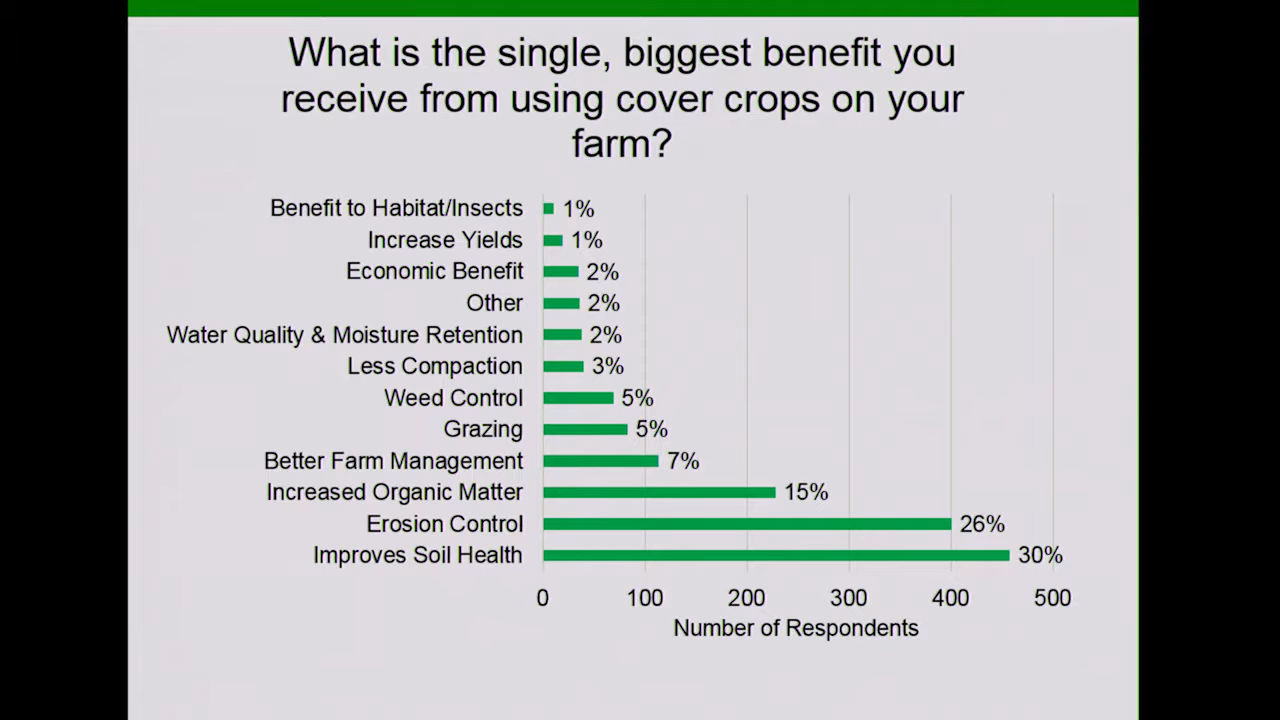 What is the single, biggest benefit you
receive from using cover crops on your
farm?
Benefit to Habitat/Insects 1%
Increase Yields 1%
Economic Benefit 2%
Other 2%
Water Quality & Moisture Retention 2%
Less Compaction 3%
Weed Control 5%
Grazing 5%
Better Farm Management 7%
Increased Organic Matter 15%
Erosion Control 26%
Improves Soil Health 30%
0 100 200 300 400 500
Number of Respondents